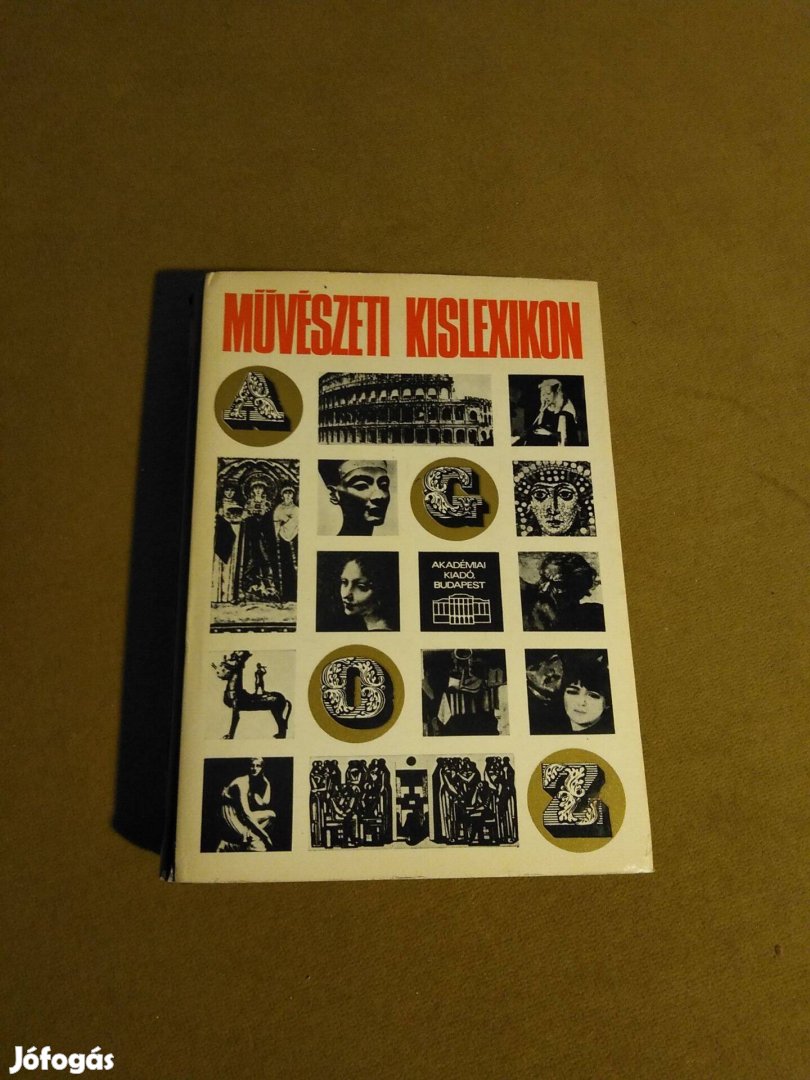 MŰVÉSZETI KISLEXIKON
A
G
AKADÉMIAI
KIADÓ,
BUDAPEST
O
Z
Jófogás